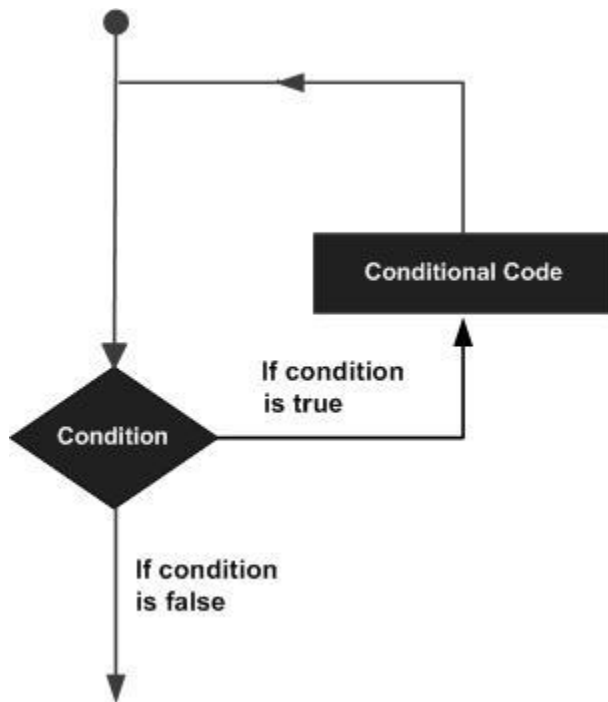 Conditional Code
If condition
is true
Condition
If condition
is false